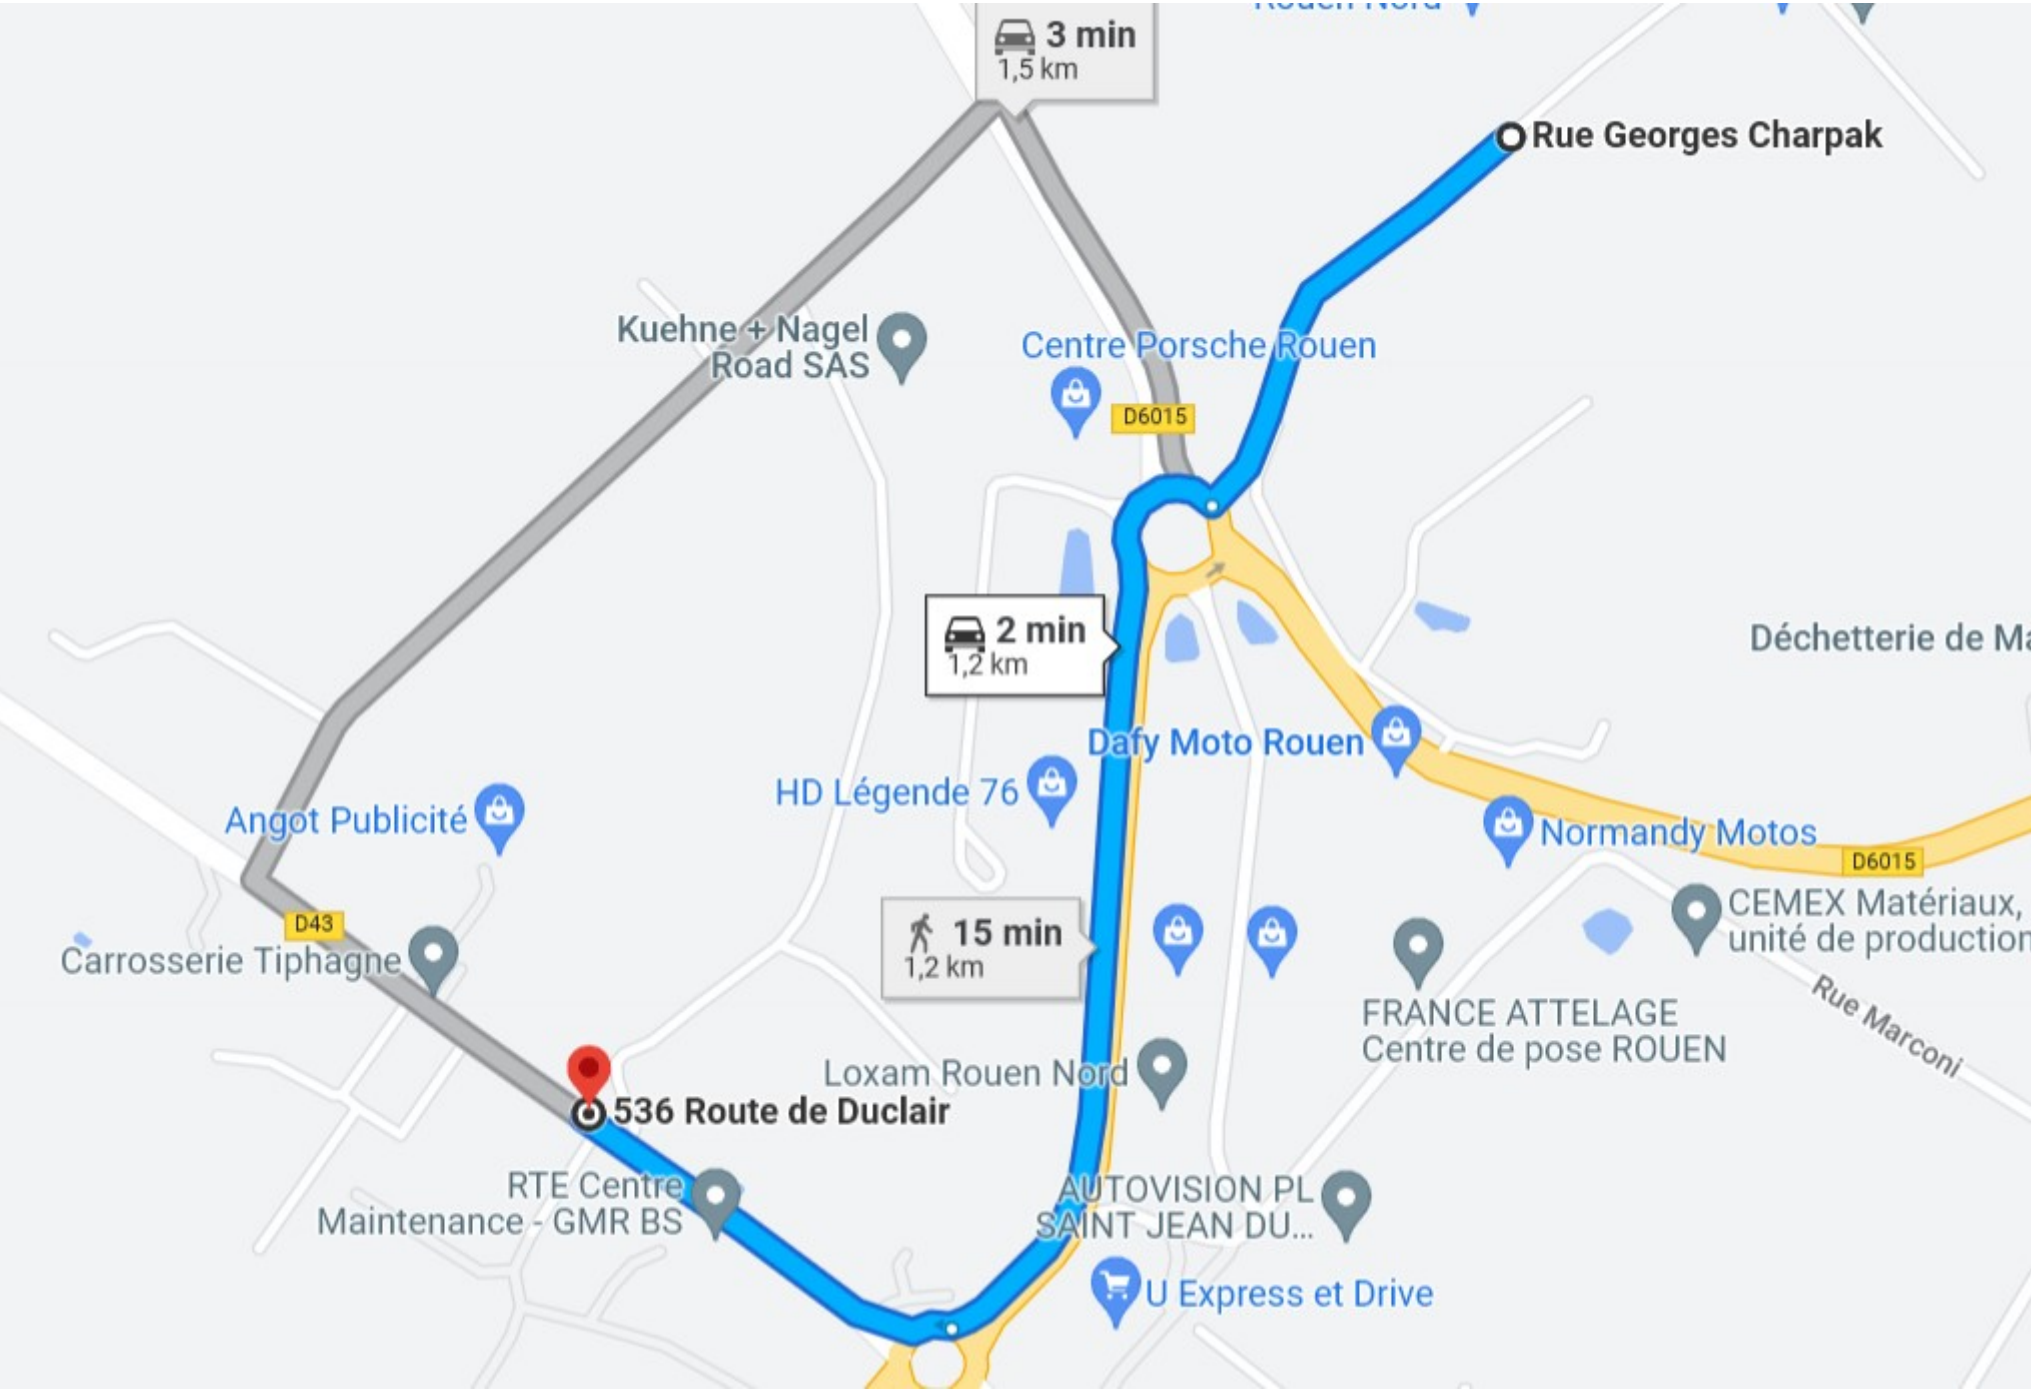 Rouen Nord
3 min
1,5 km
Rue Georges Charpak
Kuehne + Nagel
Road SAS
Centre Porsche Rouen
D6015
2 min
1,2 km
Déchetterie de Ma
Dafy Moto Rouen
HD Légende 76
Angot Publicité
Normandy Motos
D6015
D43
CEMEX Matériaux,
unité de production
15 min
1,2 km
Carrosserie Tiphagne
Rue Marconi
FRANCE ATTELAGE
Centre de pose ROUEN
Loxam Rouen Nord
536 Route de Duclair
RTE Centre
Maintenance - GMR BS
AUTOVISION PL
SAINT JEAN DU...
U Express et Drive